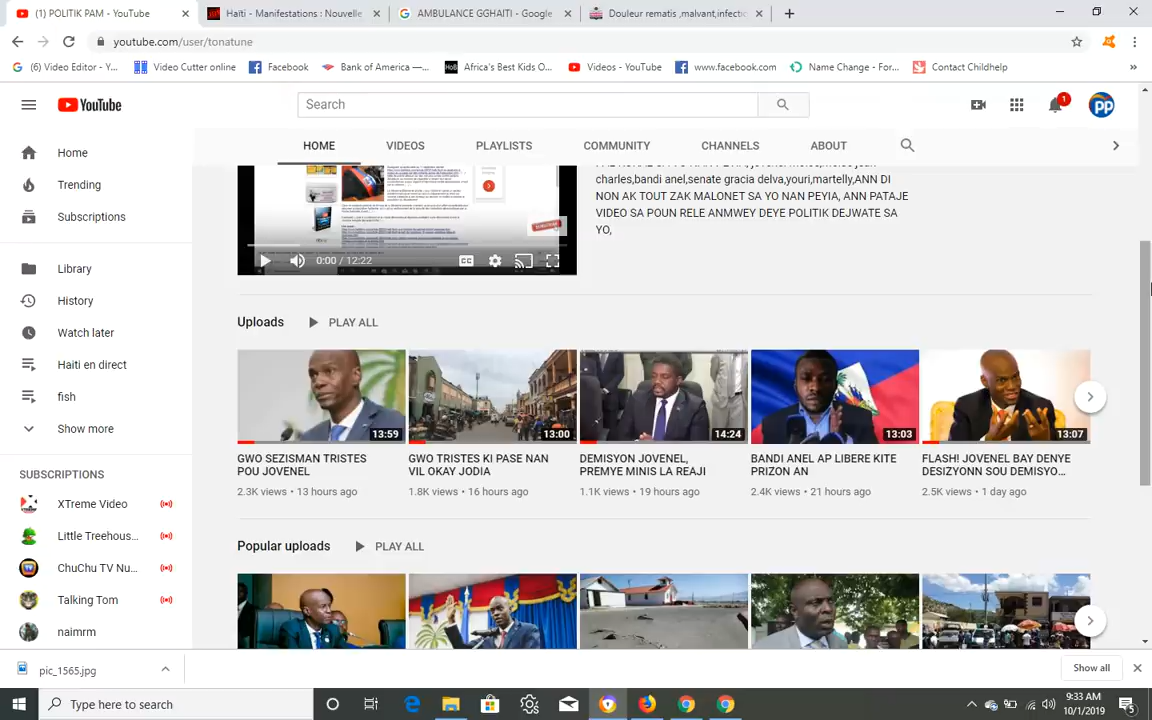 (1) POLITIK PAM - YouTube
Haïti - Manifestations : Nouvelle
AMBULANCE GGHAITI - Google
Douleur rematis ,malvant,infecti
youtube.com/user/tonatune
(6) Video Editor - Y...
Video Cutter online
Facebook
Bank of America —...
Africa's Best Kids O...
Videos - YouTube
www.facebook.com
Name Change - For...
Contact Childhelp
YouTube
Search
1
pp
HOME
VIDEOS
PLAYLISTS
COMMUNITY
CHANNELS
ABOUT
Home
Trending
Subscriptions
Library
History
Watch later
Haiti en direct
fish
Show more
SUBSCRIPTIONS
XTreme Video
Little Treehous...
ChuChu TV Nu...
Talking Tom
naimrm
0:00 / 12:22
CC
charles,bandi anel,senate gracia delva,youri,martelly,ANN DI
NON AK TOUT ZAK MALONET SA YO NAN PEYIA, ANN PATAJE
VIDEO SA POUN RELE ANMWEY DEYE POLITIK DEJWATE SA
YO,
Uploads
PLAY ALL
13:59
13:00
14:24
13:03
13:07
GWO SEZISMAN TRISTES
POU JOVENEL
2.3K views • 13 hours ago
GWO TRISTES KI PASE NAN
VIL OKAY JODIA
1.8K views • 16 hours ago
DEMISYON JOVENEL,
PREMYE MINIS LA REAJI
1.1K views • 19 hours ago
BANDI ANEL AP LIBERE KITE
PRIZON AN
2.4K views • 21 hours ago
FLASH! JOVENEL BAY DENYE
DESIZYONN SOU DEMISYO...
2.5K views • 1 day ago
Popular uploads
PLAY ALL
pic_1565.jpg
Show all
Type here to search
9:33 AM
10/1/2019
5